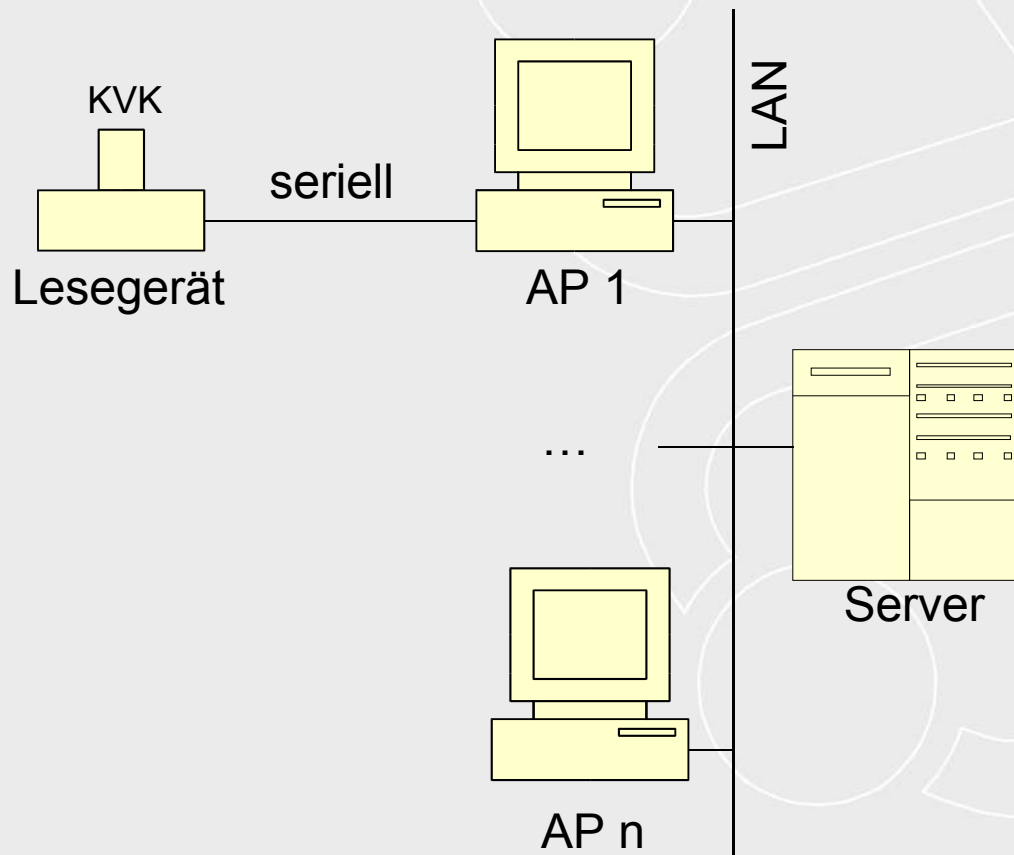 KVK
seriell
Lesegerät
AP 1
LAN
…
Server
AP n